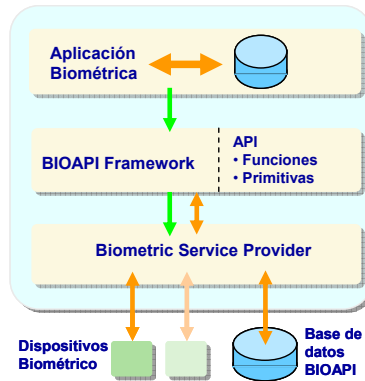 Aplicación
Biométrica
BIOAPI Framework
API
• Funciones
• Primitivas
Biometric Service Provider
Dispositivos
Biométrico
Base de
datos
BIOAPI